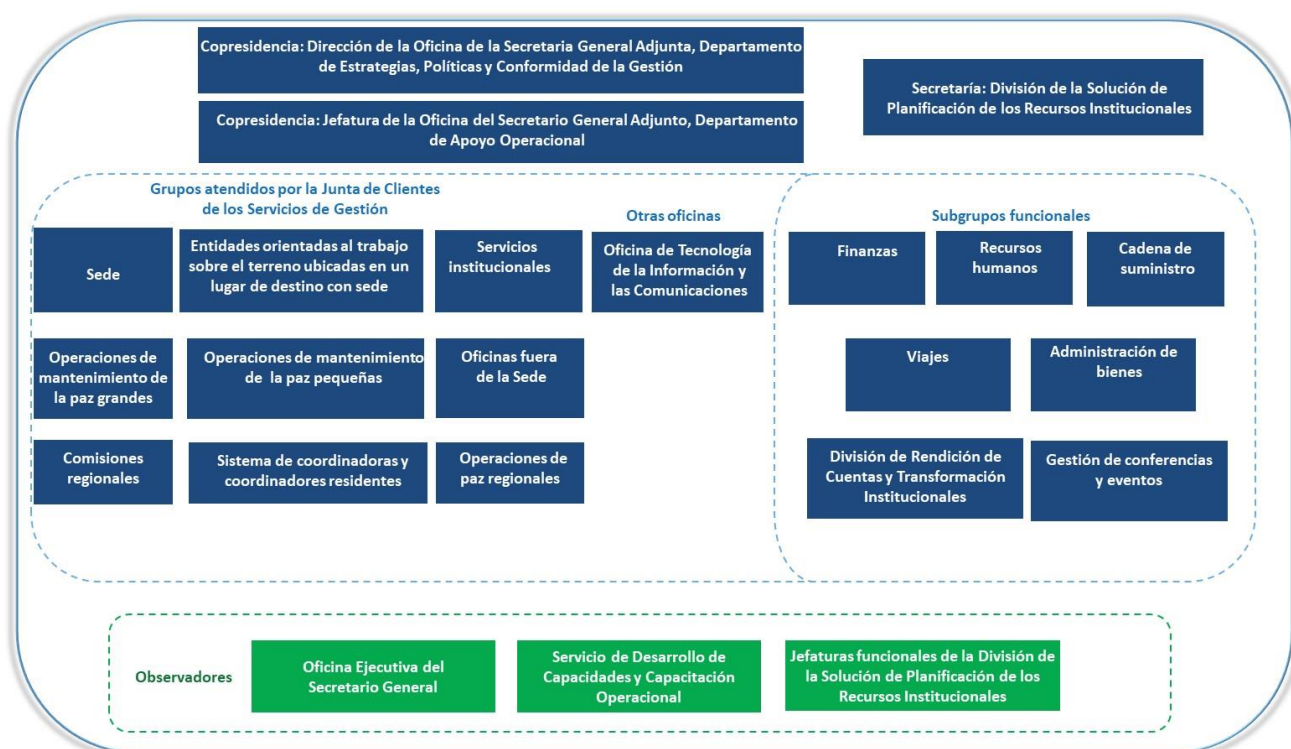 Copresidencia: Dirección de la Oficina de la Secretaria General Adjunta, Departamento
de Estrategias, Políticas y Conformidad de la Gestión
Secretaría: División de la Solución de
Planificación de los Recursos Institucionales
Copresidencia: Jefatura de la Oficina del Secretario General Adjunto, Departamento
de Apoyo Operacional
Grupos atendidos por la Junta de Clientes
de los Servicios de Gestión
Otras oficinas
Sede
Entidades orientadas al trabajo
sobre el terreno ubicadas en un
lugar de destino con sede
Servicios
institucionales
Oficina de Tecnología
de la Información y
las Comunicaciones
Operaciones de
mantenimiento de
la paz grandes
Operaciones de mantenimiento
de la paz pequeñas
Oficinas fuera
de la Sede
Comisiones
regionales
Sistema de coordinadoras y
coordinadores residentes
Operaciones de
paz regionales
Subgrupos funcionales
Finanzas
Recursos
humanos
Cadena de
suministro
Viajes
Administración de
bienes
División de Rendición de
Cuentas y Transformación
Institucionales
Gestión de conferencias
y eventos
Observadores
Oficina Ejecutiva del
Secretario General
Servicio de Desarrollo de
Capacidades y Capacitación
Operacional
Jefaturas funcionales de la División de
la Solución de Planificación de los
Recursos Institucionales